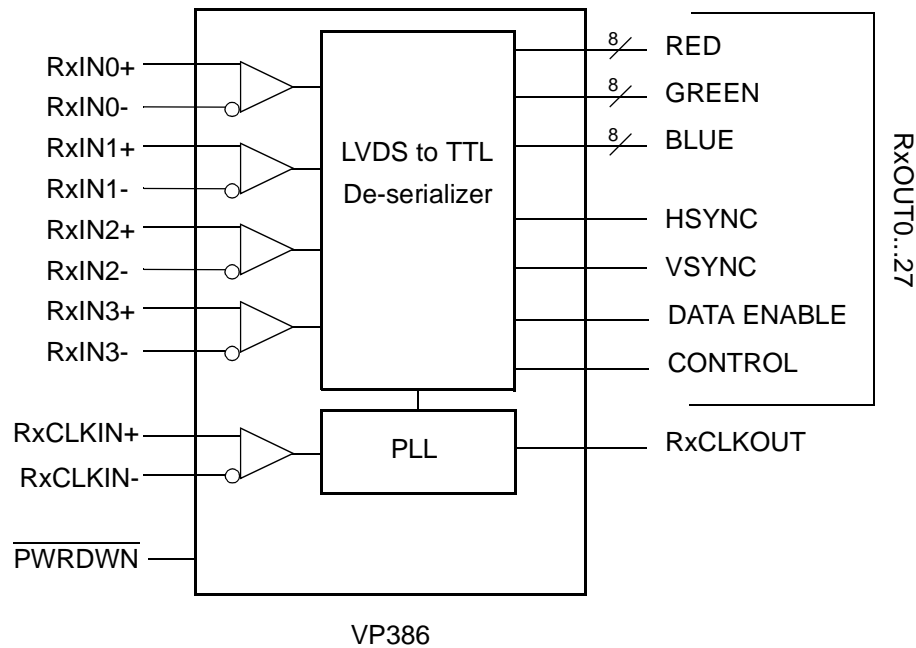 RxIN0+
RxIN0-
RxIN1+
RxIN1-
RxIN2+
RxIN2-
RxIN3+
RxIN3-
RxCLKIN+
RxCLKIN-
PWRDWN
LVDS to TTL
De-serializer
PLL
8 RED
8 GREEN
8 BLUE
HSYNC
VSYNC
DATA ENABLE
CONTROL
RxCLKOUT
RxOUT0...27
VP386